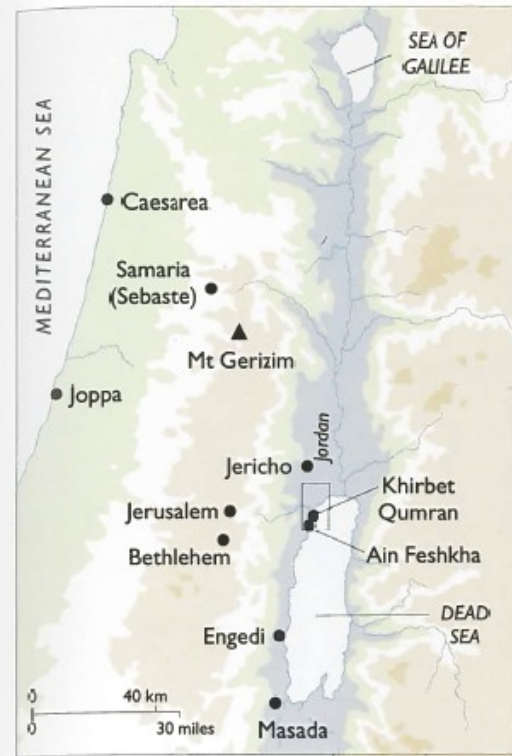 SEA OF
GALILEE
MEDITERRANEAN SEA
Caesarea
Samaria
(Sebaste)
Mt Gerizim
Joppa
Jordan
Jericho
Khirbet
Qumran
Jerusalem
Bethlehem
Ain Feshkha
Engedi
DEAD
SEA
0 40 km
0 30 miles
Masada